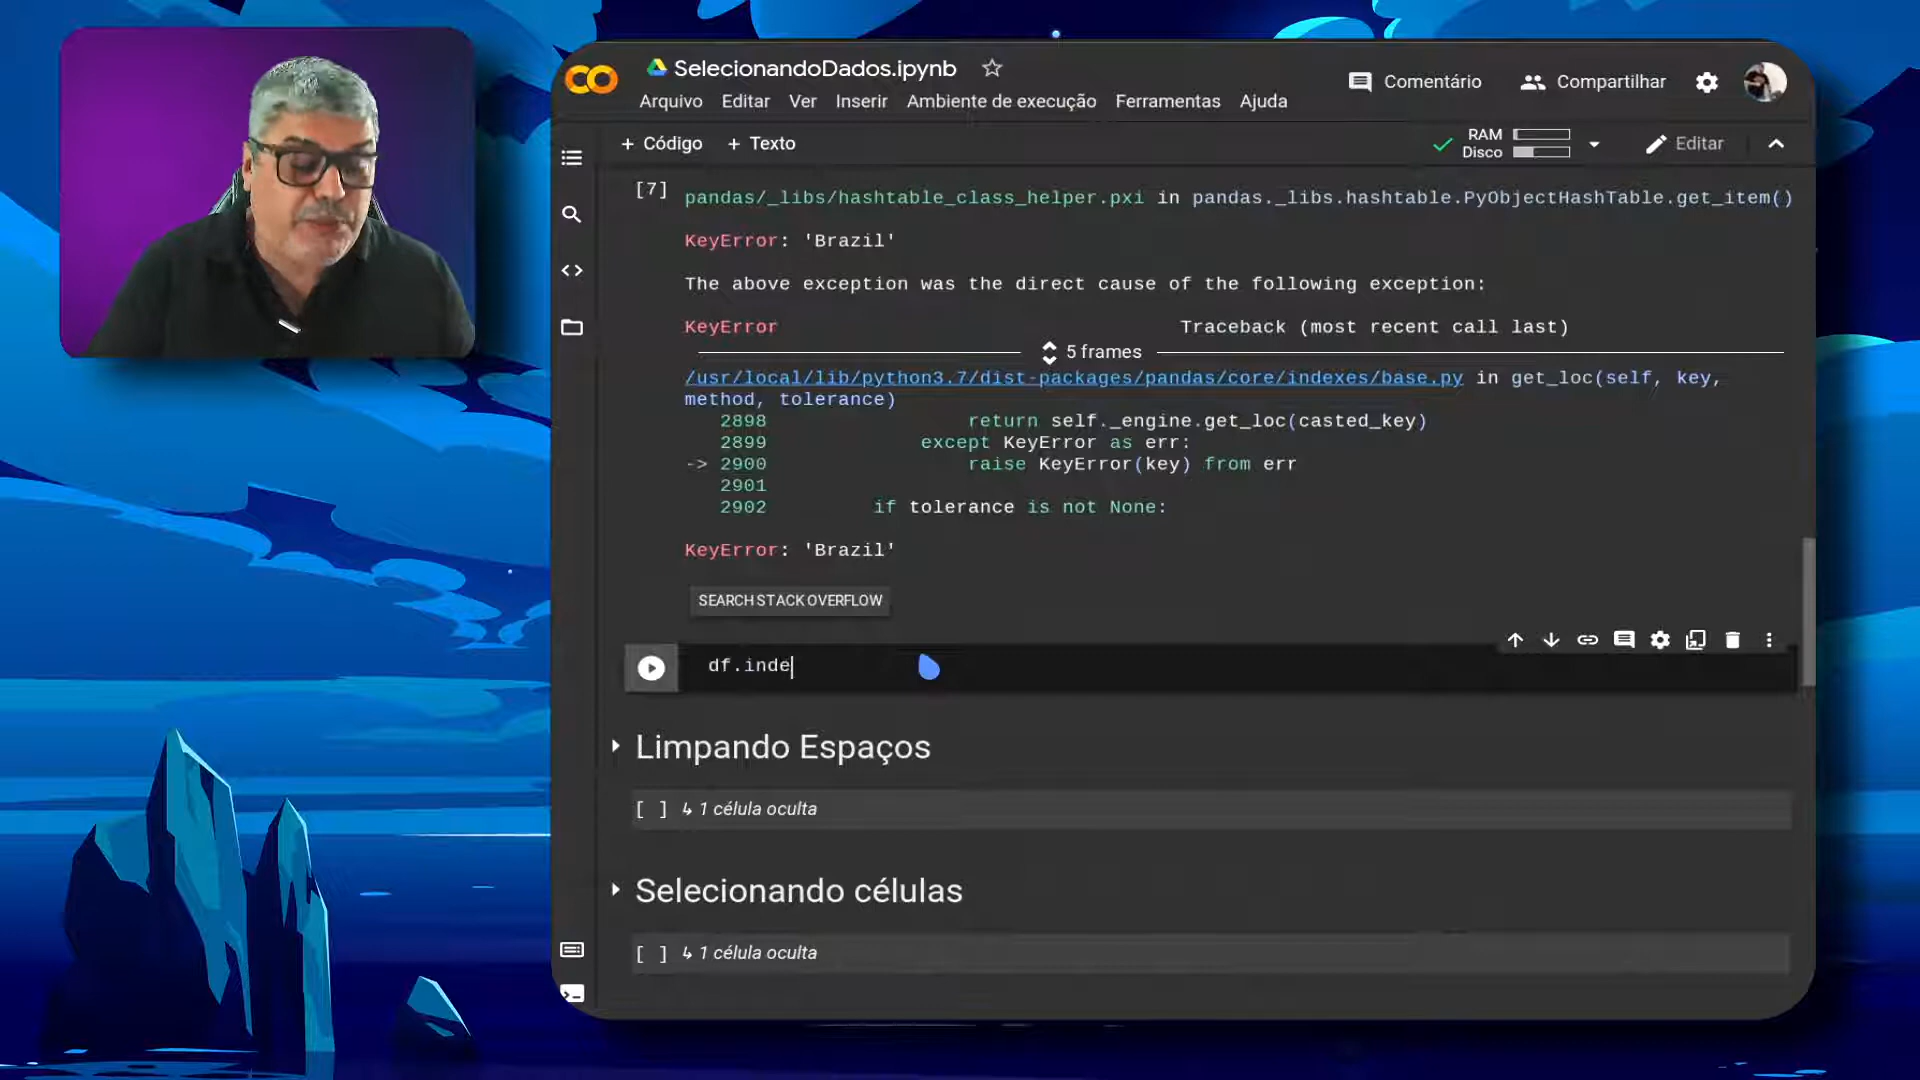 SelecionandoDados.ipynb
Comentário
Compartilhar
Arquivo Editar Ver Inserir Ambiente de execução Ferramentas Ajuda
+ Código + Texto
RAM
Disco
Editar
[7] pandas/_libs/hashtable_class_helper.pxi in pandas._libs.hashtable.PyObjectHashTable.get_item()
KeyError: 'Brazil'
The above exception was the direct cause of the following exception:
KeyError Traceback (most recent call last)
5 frames
/usr/local/lib/python3.7/dist-packages/pandas/core/indexes/base.py in get_loc(self, key,
method, tolerance)
2898 return self._engine.get_loc(casted_key)
2899 except KeyError as err:
-> 2900 raise KeyError(key) from err
2901
2902 if tolerance is not None:
KeyError: 'Brazil'
SEARCH STACK OVERFLOW
df.inde
Limpando Espaços
[ ] ↳ 1 célula oculta
Selecionando células
[ ] ↳ 1 célula oculta